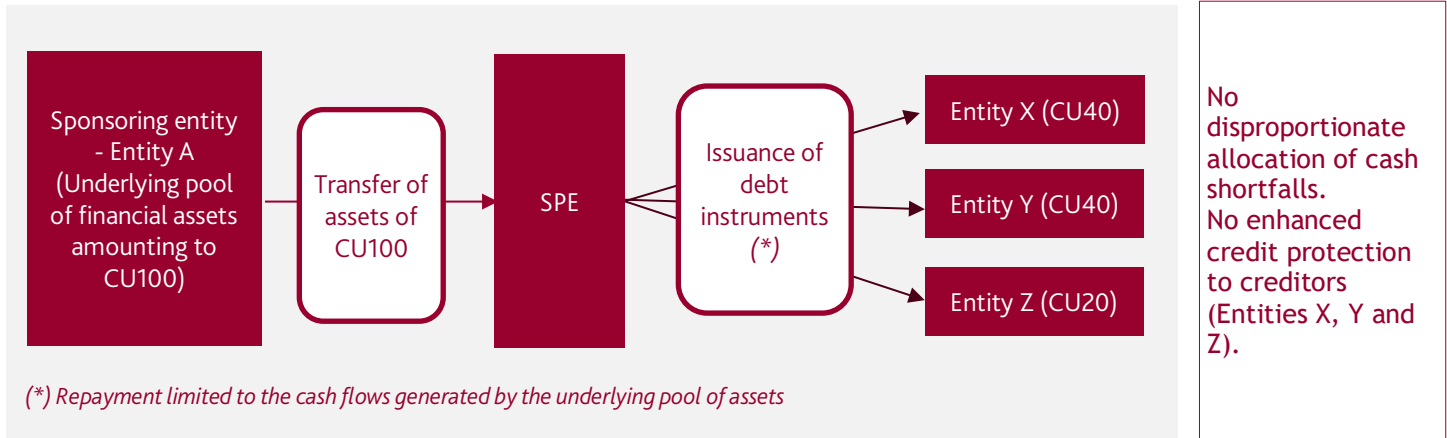 Sponsoring entity
- Entity A
(Underlying pool
of financial assets
amounting to
CU100)
Transfer of
assets of
CU100
SPE
Issuance of
debt
instruments
(*)
Entity X (CU40)
Entity Y (CU40)
Entity Z (CU20)
(*) Repayment limited to the cash flows generated by the underlying pool of assets
No
disproportionate
allocation of cash
shortfalls.
No enhanced
credit protection
to creditors
(Entities X, Y and
Z).